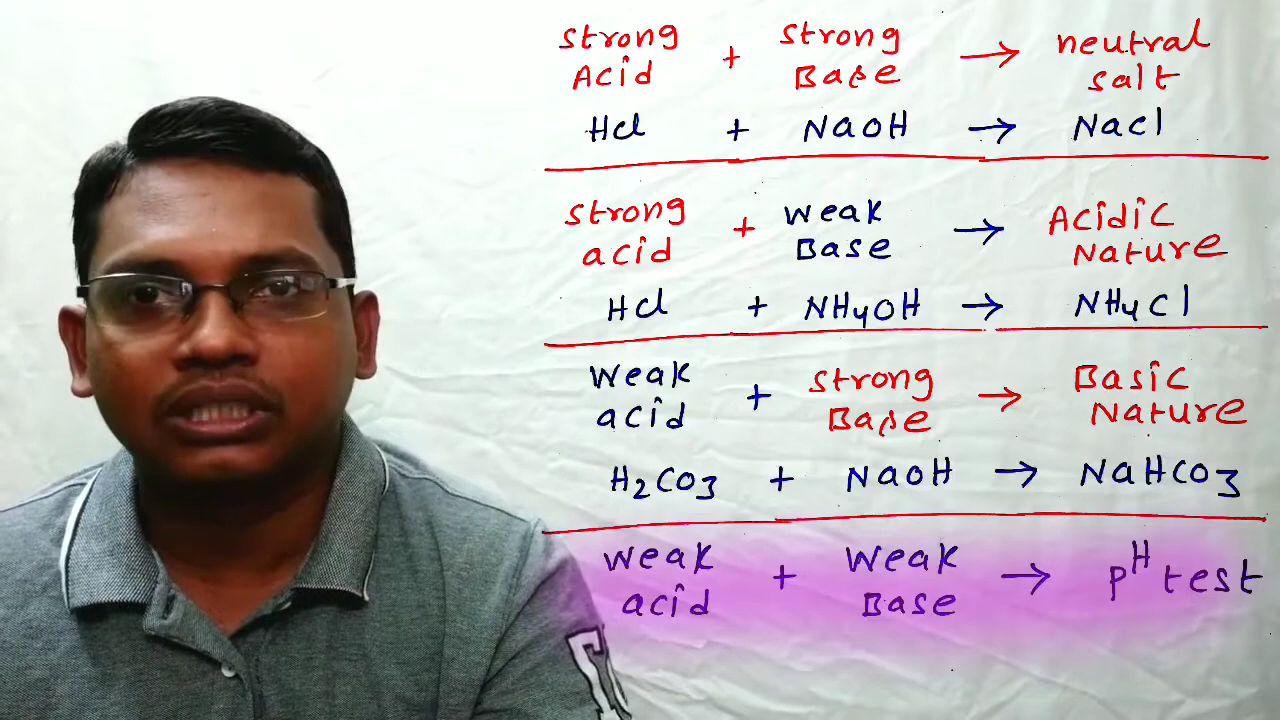 strong + strong → neutral
Acid Base salt
Hcl + NaOH → Nacl
strong + weak → Acidic
acid Base Nature
Hcl + NH4OH → NH4Cl
weak + strong → Basic
acid Base Nature
H2CO3 + NaOH → NaHCO3
weak + weak → pH test
acid Base